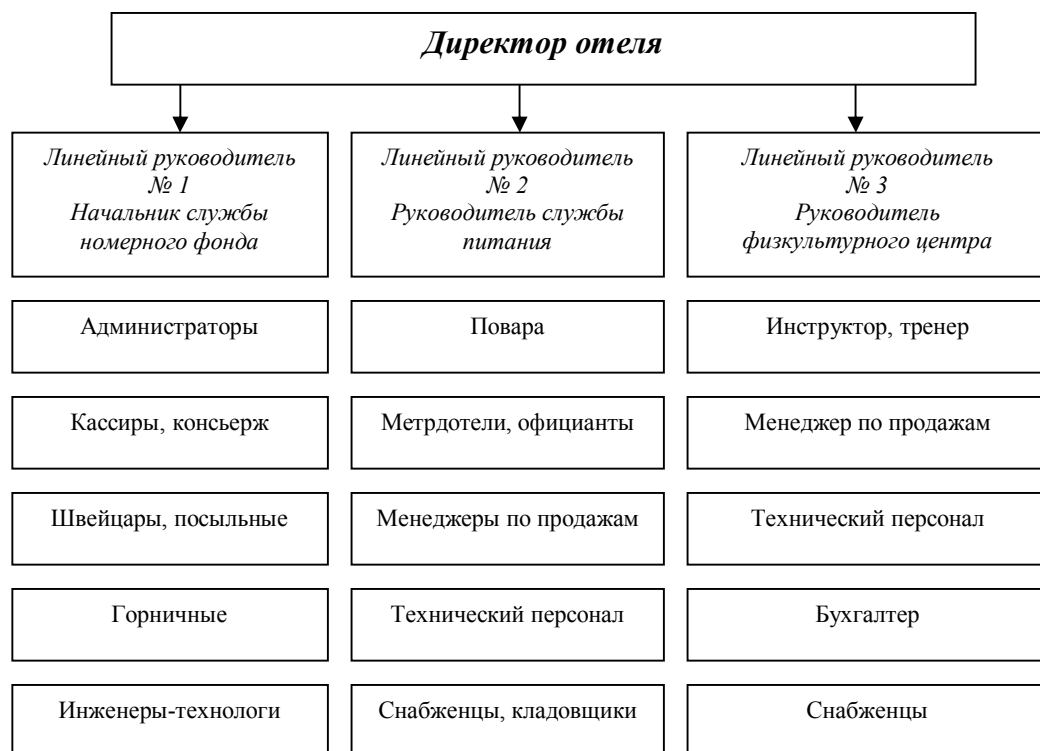 Директор отеля
Линейный руководитель
№ 1
Начальник службы
номерного фонда
Линейный руководитель
№ 2
Руководитель службы
питания
Линейный руководитель
№ 3
Руководитель
физкультурного центра
Администраторы
Повара
Инструктор, тренер
Кассиры, консьерж
Метрдотели, официанты
Менеджер по продажам
Швейцары, посыльные
Менеджеры по продажам
Технический персонал
Горничные
Технический персонал
Бухгалтер
Инженеры-технологи
Снабженцы, кладовщики
Снабженцы